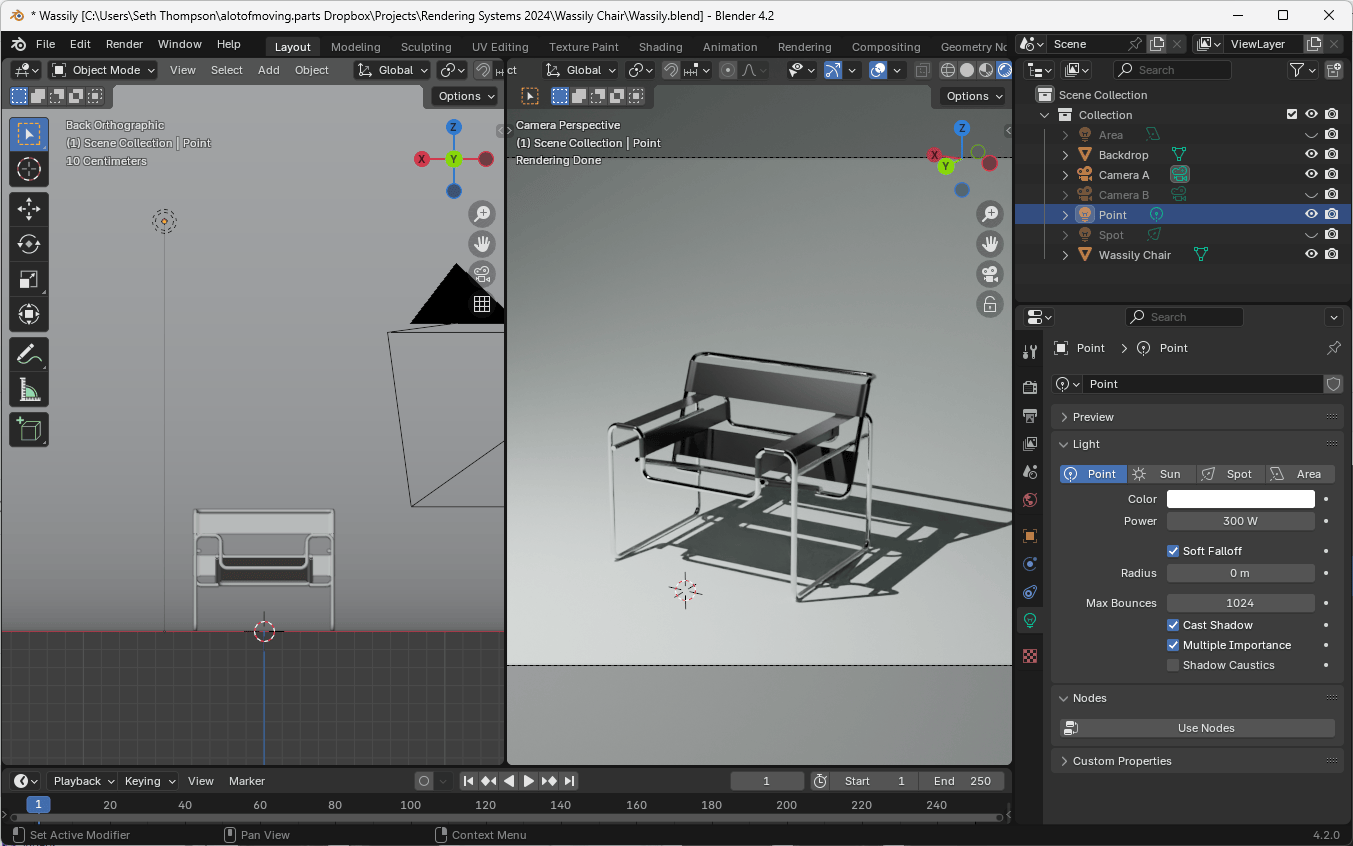 * Wassily [C:\Users\Seth Thompson\alotofmoving.parts Dropbox\Projects\Rendering Systems 2024\Wassily Chair\Wassily.blend] - Blender 4.2
File Edit Render Window Help Layout Modeling Sculpting UV Editing Texture Paint Shading Animation Rendering Compositing Geometry No Scene ViewLayer
Object Mode View Select Add Object Global ct Global Search
Options Options
Scene Collection
Collection
Area
Backdrop
Camera A
Camera B
Point
Spot
Wassily Chair
Back Orthographic
(1) Scene Collection | Point
10 Centimeters
Z
X
Y
Camera Perspective
(1) Scene Collection | Point
Rendering Done
Z
X
Y
Search
Point Point
Point
Preview
Light
Point Sun Spot Area
Color
Power 300 W
Soft Falloff
Radius 0 m
Max Bounces 1024
Cast Shadow
Multiple Importance
Shadow Caustics
Nodes
Use Nodes
Custom Properties
Playback Keying View Marker 1 Start 1 End 250
1 20 40 60 80 100 120 140 160 180 200 220 240
Set Active Modifier Pan View Context Menu 4.2.0